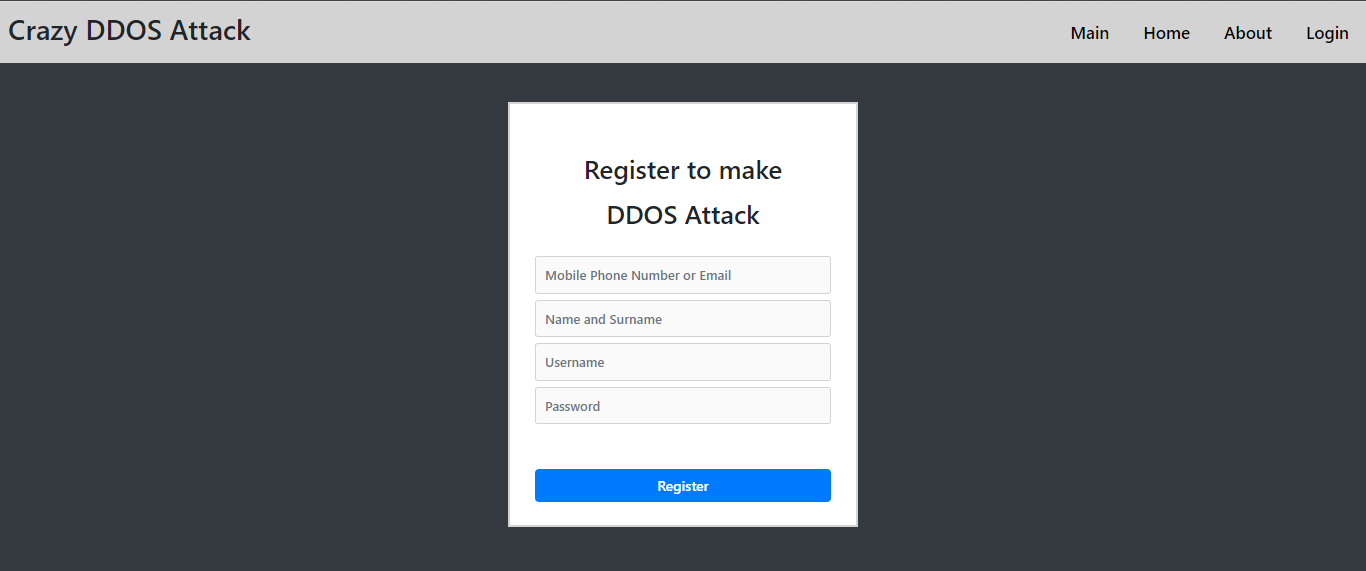 Crazy DDOS Attack
Main Home About Login
Register to make
DDOS Attack
Mobile Phone Number or Email
Name and Surname
Username
Password
Register